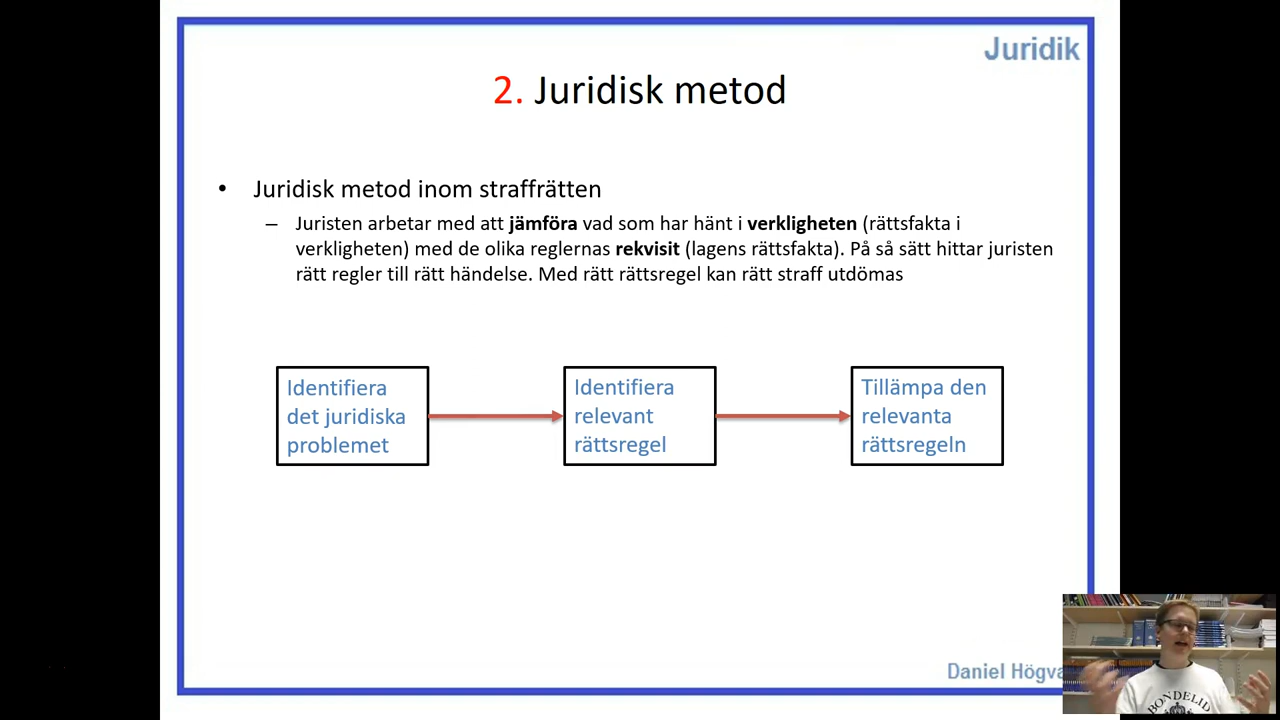 Juridik
2. Juridisk metod
• Juridisk metod inom straffrätten
– Juristen arbetar med att jämföra vad som har hänt i verkligheten (rättsfakta i
verkligheten) med de olika reglernas rekvisit (lagens rättsfakta). På så sätt hittar juristen
rätt regler till rätt händelse. Med rätt rättsregel kan rätt straff utdömas
Identifiera
det juridiska
problemet
Identifiera
relevant
rättsregel
Tillämpa den
relevanta
rättsregeln
Daniel Högva
BONDELID